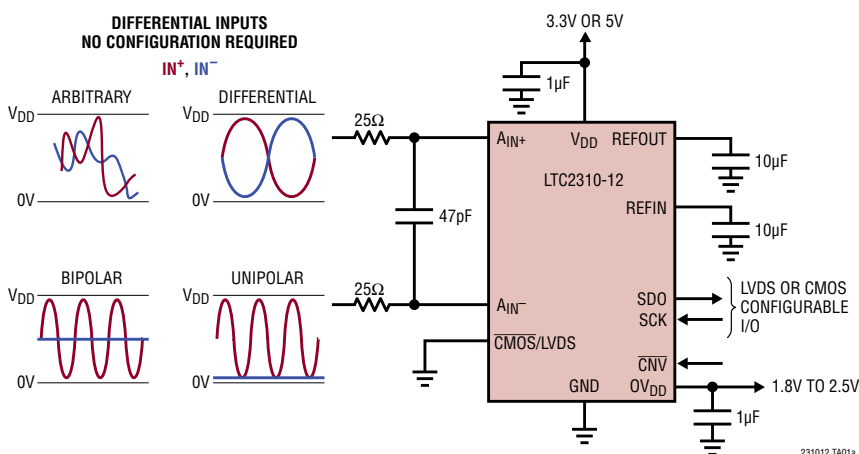 DIFFERENTIAL INPUTS
NO CONFIGURATION REQUIRED
IN+, IN−
ARBITRARY
VDD
0V
DIFFERENTIAL
BIPOLAR
VDD
0V
UNIPOLAR
VDD
0V
25Ω
47pF
25Ω
3.3V OR 5V
1µF
AIN+
VDD
REFOUT
LTC2310-12
10µF
REFIN
10µF
AIN−
SDO
SCK
LVDS OR CMOS
CONFIGURABLE
I/O
CMOS/LVDS
CNV
GND
OVDD
1.8V TO 2.5V
1µF
231012 TA01a